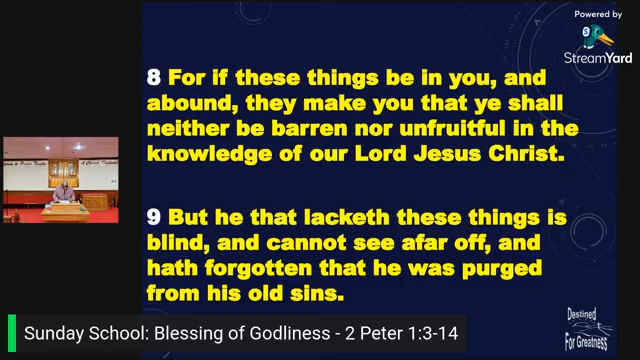 Powered by
StreamYard
8 For if these things be in you, and
abound, they make you that ye shall
neither be barren nor unfruitful in the
knowledge of our Lord Jesus Christ.
9 But he that lacketh these things is
blind, and cannot see afar off, and
hath forgotten that he was purged
from his old sins.
Destined
For Greatness
Sunday School: Blessing of Godliness - 2 Peter 1:3-14